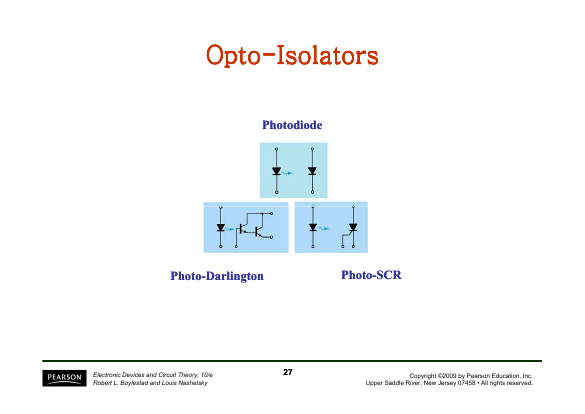 Opto-Isolators
Photodiode
Photo-Darlington
Photo-SCR
PEARSON
Electronic Devices and Circuit Theory, 10/e
Robert L. Boylestad and Louis Nashelsky
27
Copyright ©2009 by Pearson Education, Inc.
Upper Saddle River, New Jersey 07458 • All rights reserved.